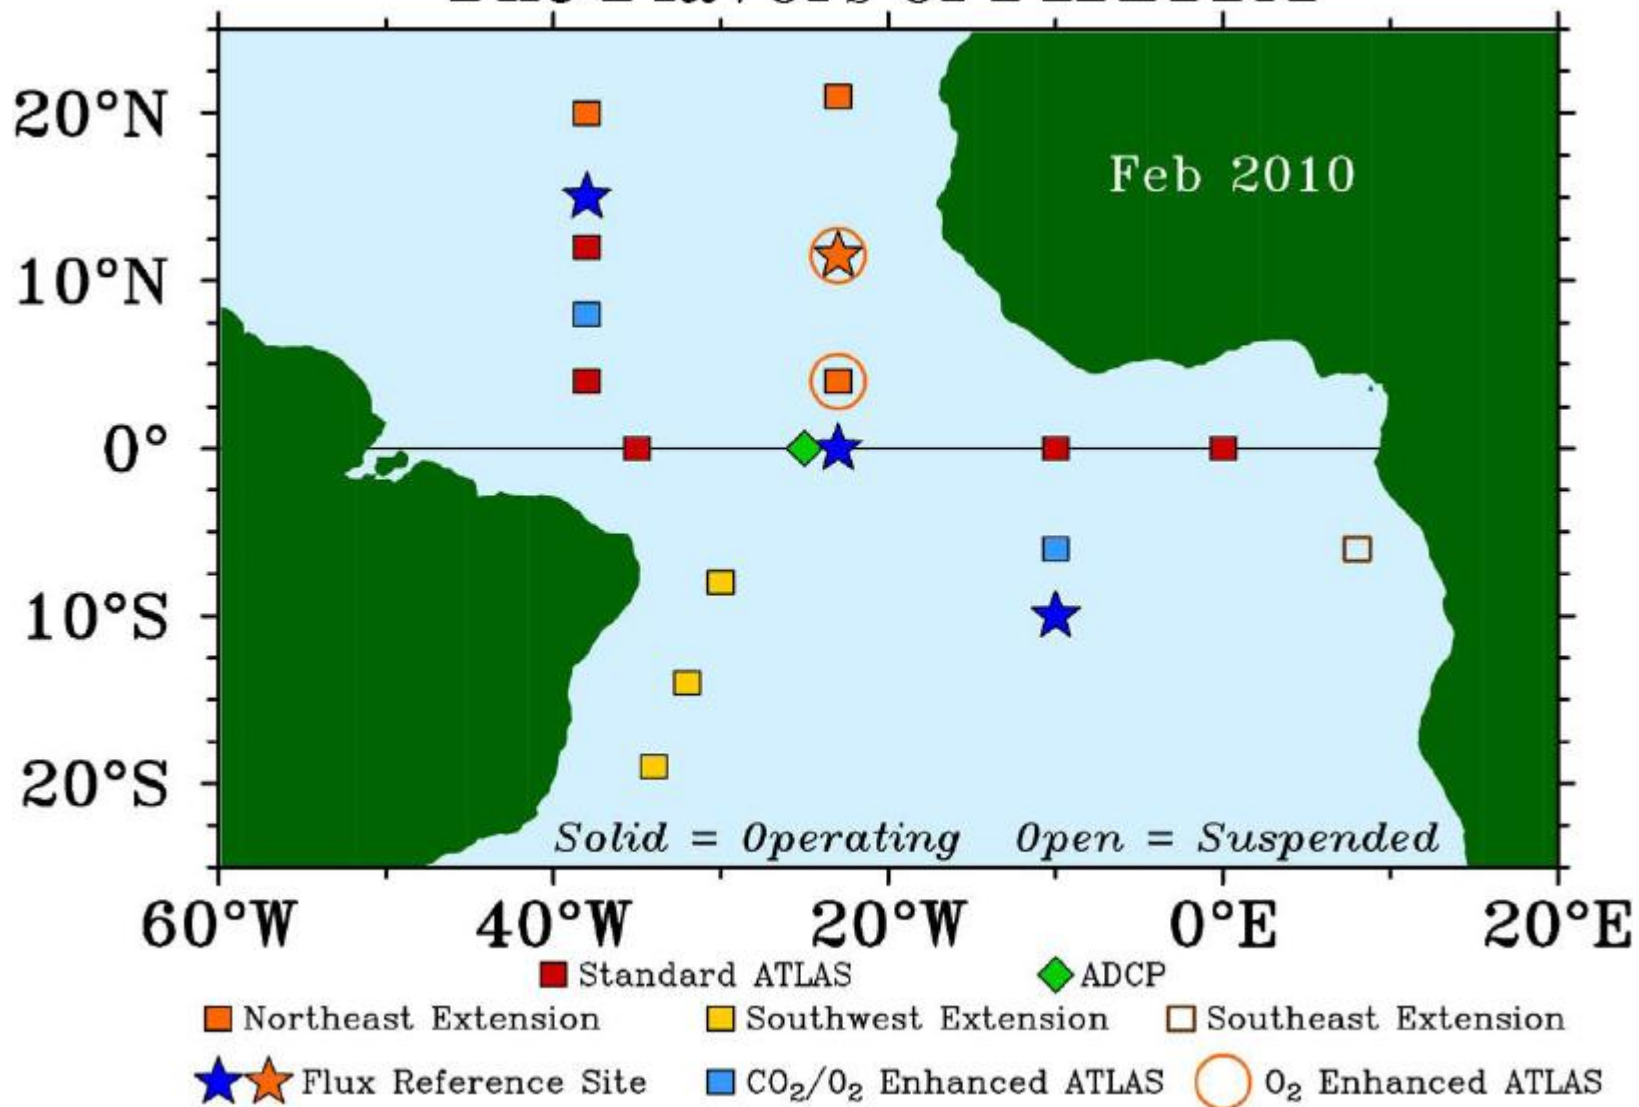 20°N
Feb 2010
10°N
0°
10°S
20°S
Solid = Operating Open = Suspended
60°W 40°W 20°W 0°E 20°E
Standard ATLAS ADCP
Northeast Extension Southwest Extension Southeast Extension
Flux Reference Site CO₂/O₂ Enhanced ATLAS O₂ Enhanced ATLAS